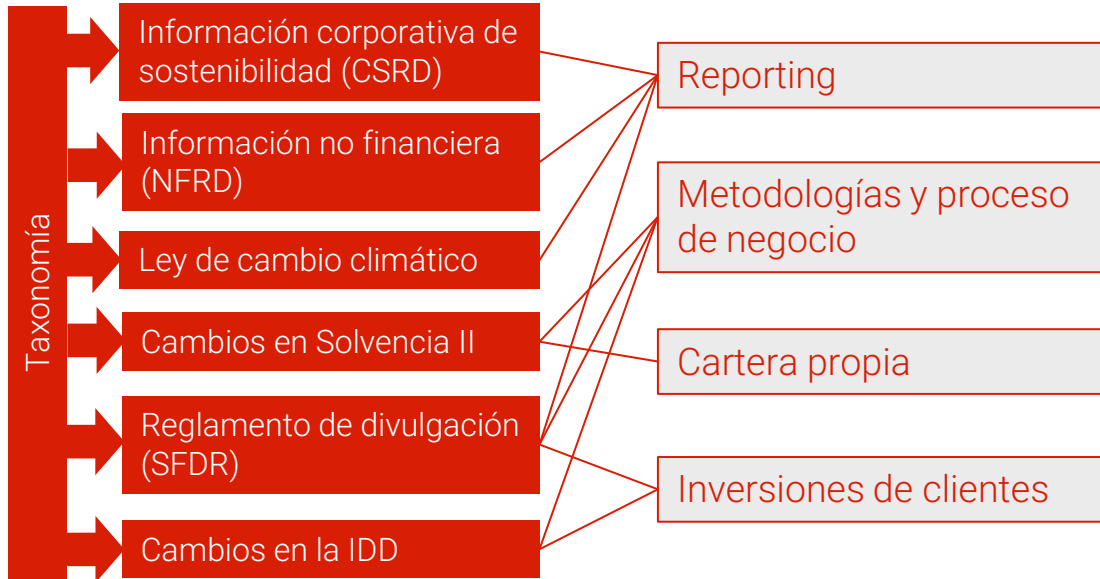 Taxonomía
Información corporativa de
sostenibilidad (CSRD)
Información no financiera
(NFRD)
Ley de cambio climático
Cambios en Solvencia II
Reglamento de divulgación
(SFDR)
Cambios en la IDD
Reporting
Metodologías y proceso
de negocio
Cartera propia
Inversiones de clientes